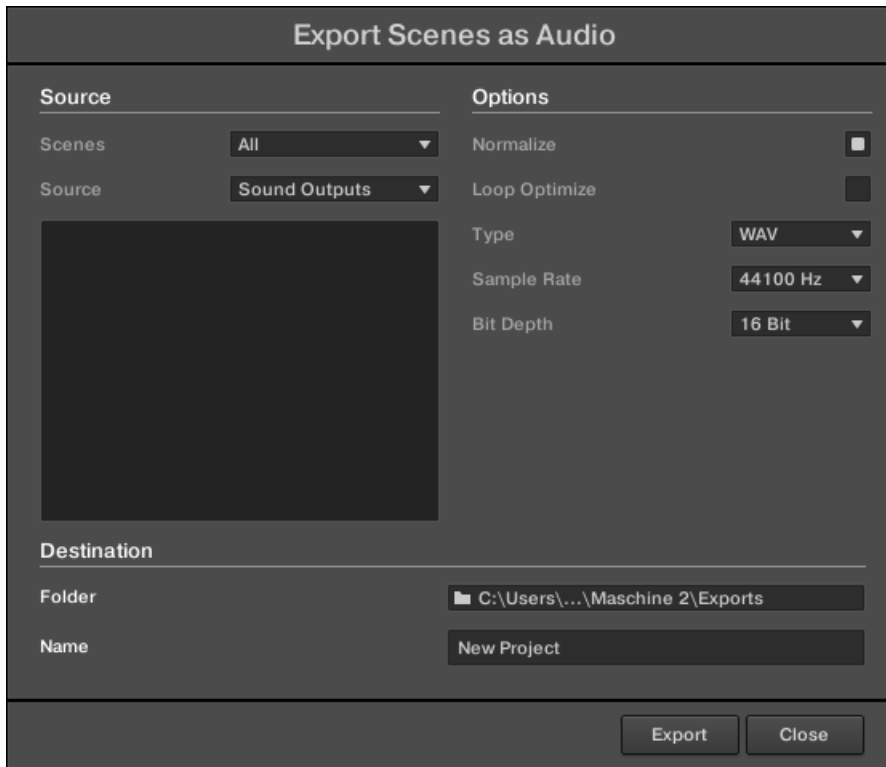 Export Scenes as Audio
Source
Scenes All
Source Sound Outputs
Options
Normalize
Loop Optimize
Type WAV
Sample Rate 44100 Hz
Bit Depth 16 Bit
Destination
Folder C:\Users\...\Maschine 2\Exports
Name New Project
Export Close